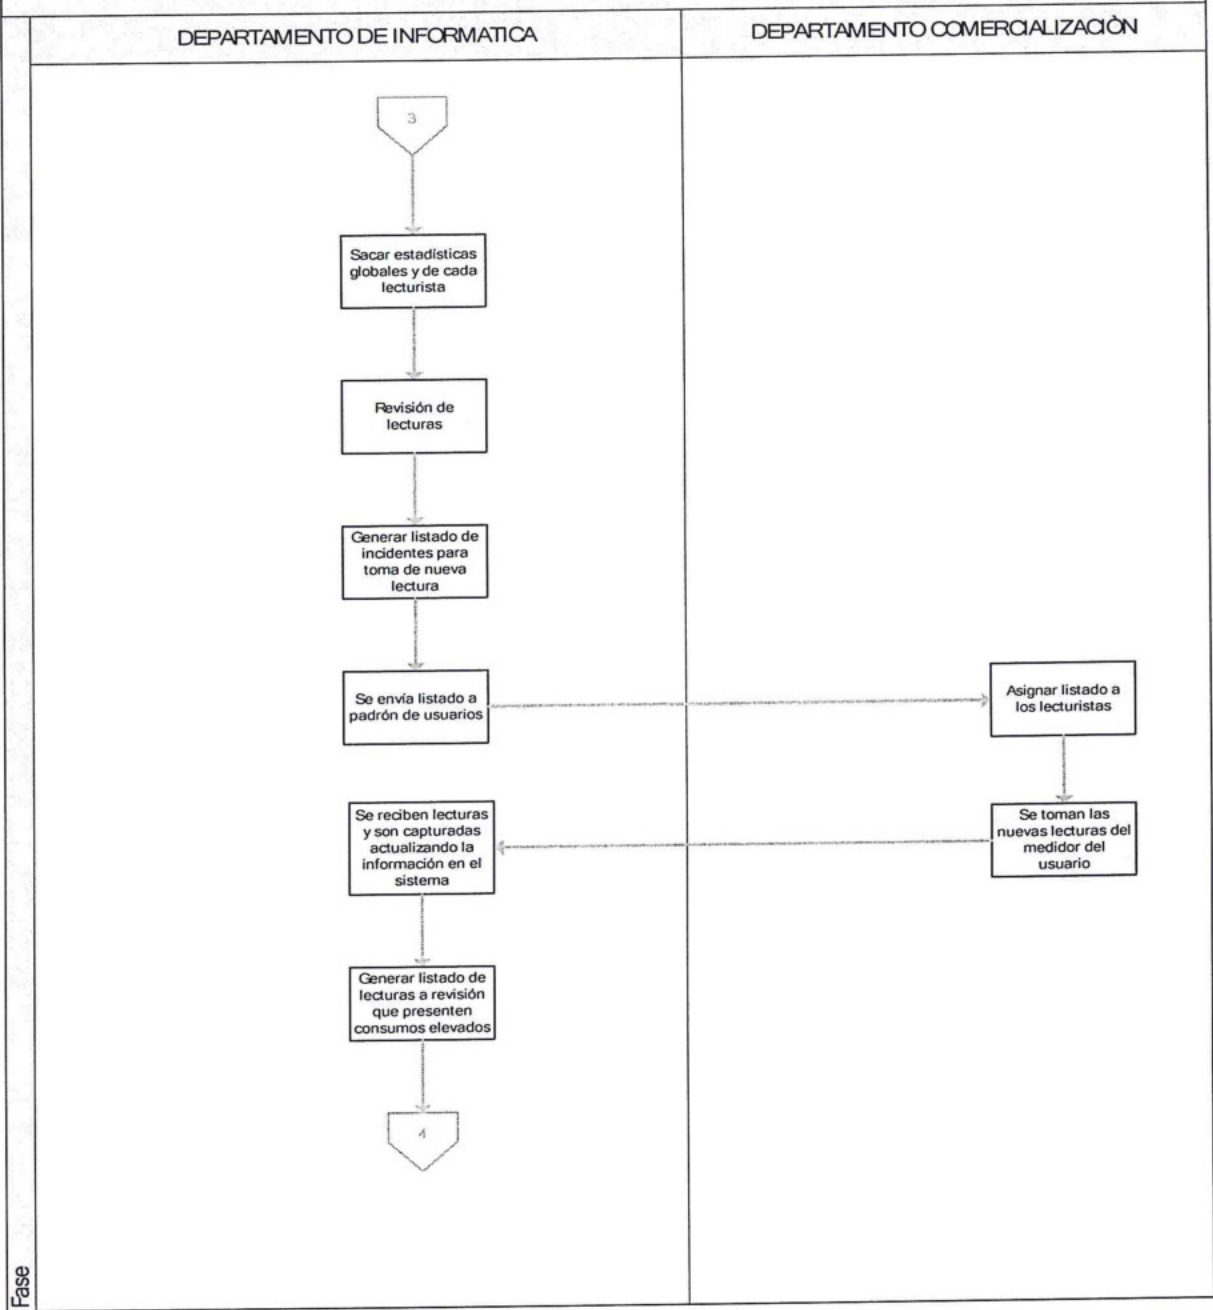 DEPARTAMENTO DE INFORMATICA
DEPARTAMENTO COMERCIALIZACIÒN
3
Sacar estadísticas
globales y de cada
lecturista
Revisión de
lecturas
Generar listado de
incidentes para
toma de nueva
lectura
Se envía listado a
padrón de usuarios
Asignar listado a
los lecturistas
Se toman las
nuevas lecturas del
medidor del
usuario
Se reciben lecturas
y son capturadas
actualizando la
información en el
sistema
Generar listado de
lecturas a revisión
que presenten
consumos elevados
4
Fase